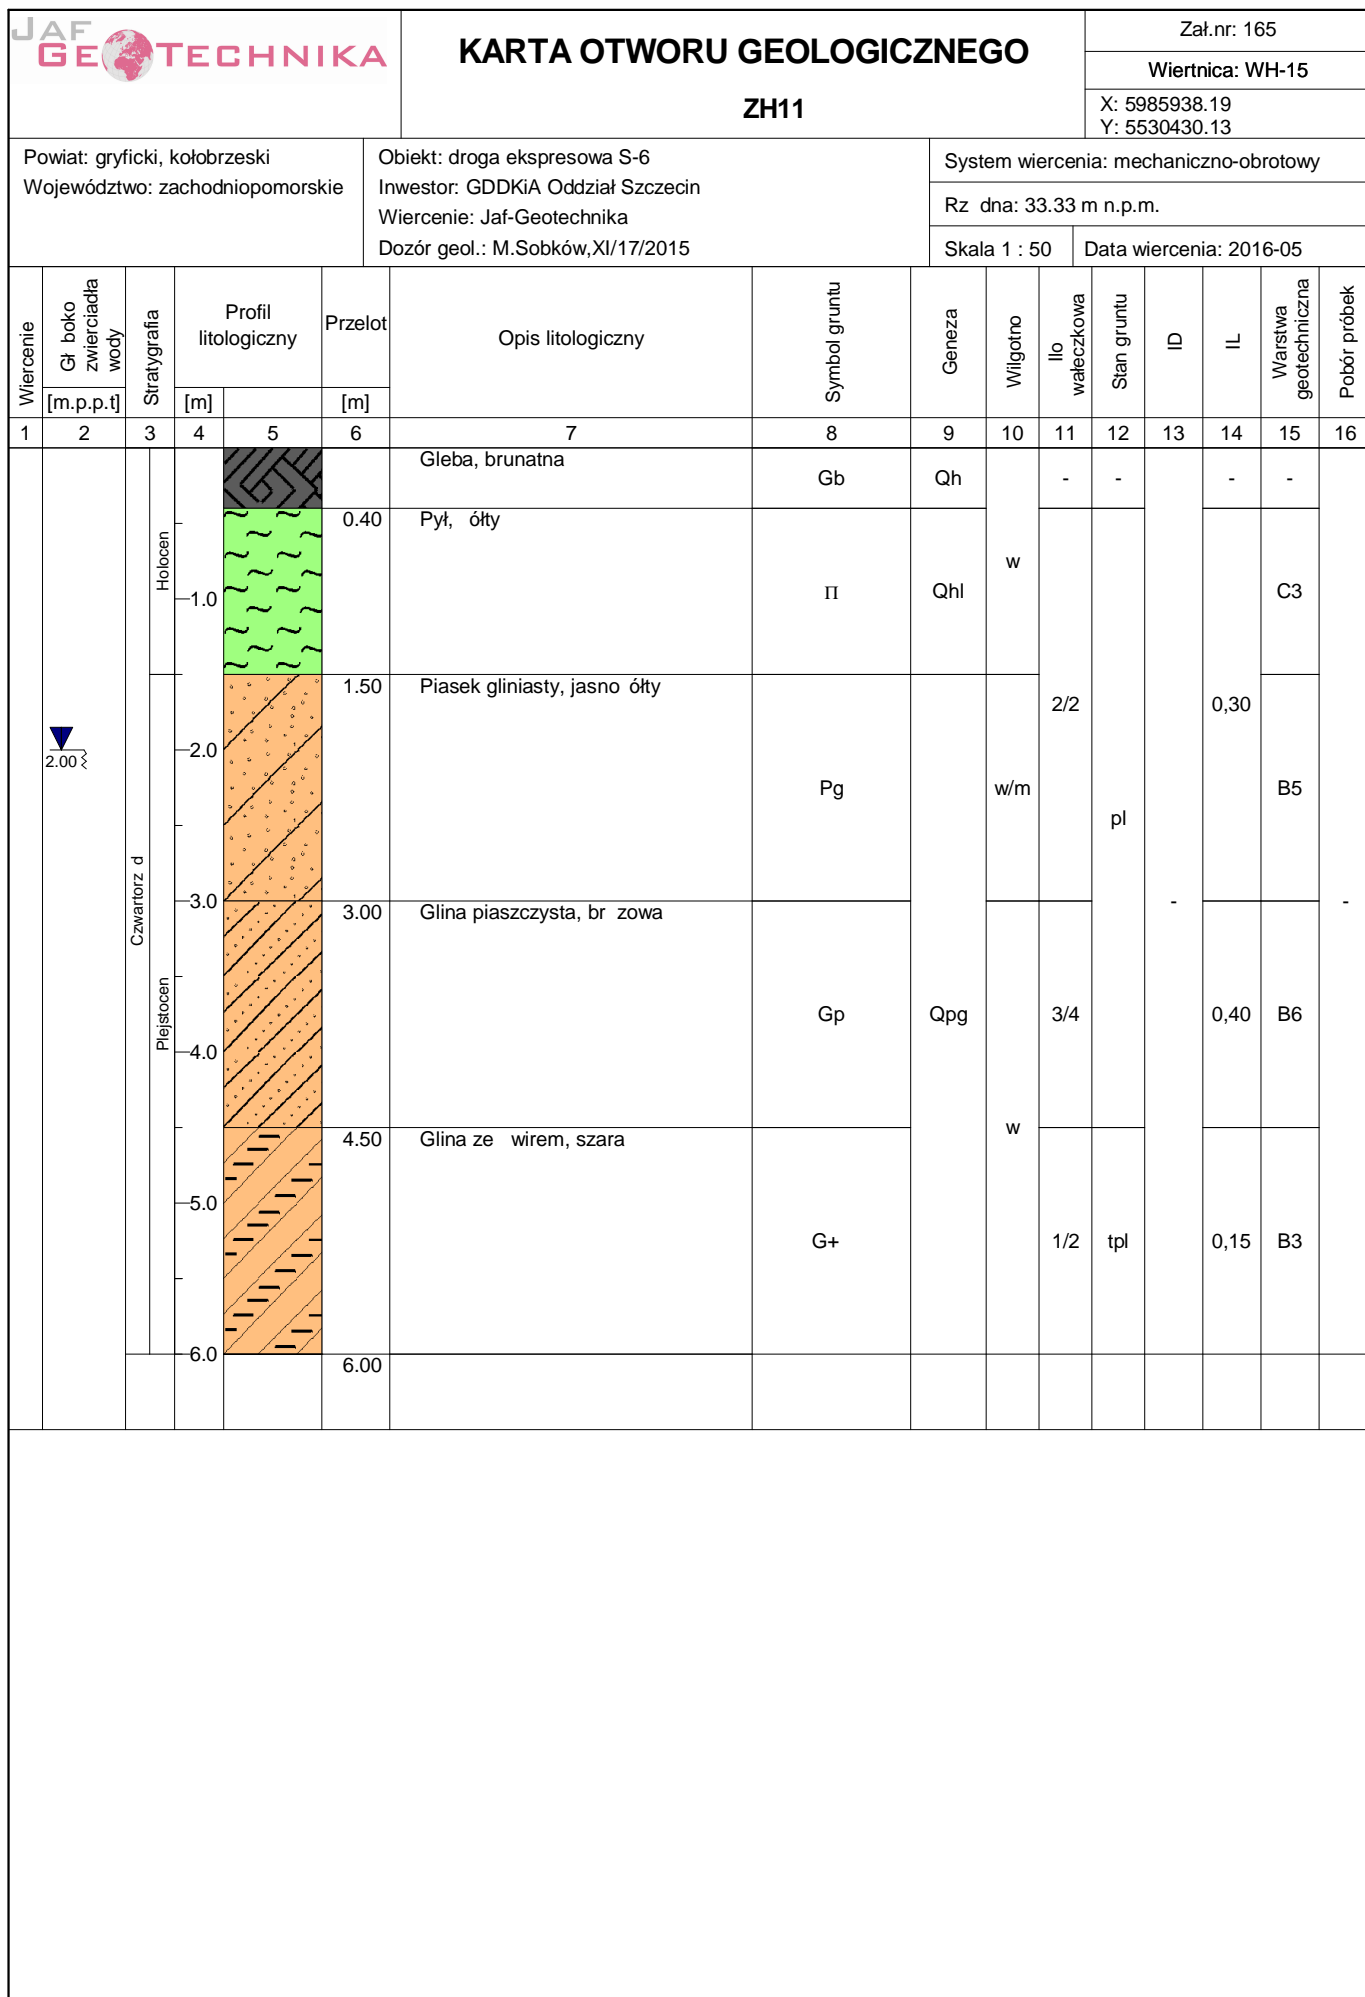 JAF
GEOTECHNIKA
KARTA OTWORU GEOLOGICZNEGO
ZH11
Zał.nr: 165
Wiertnica: WH-15
X: 5985938.19
Y: 5530430.13
Powiat: gryficki, kołobrzeski
Województwo: zachodniopomorskie
Obiekt: droga ekspresowa S-6
Inwestor: GDDKiA Oddział Szczecin
Wiercenie: Jaf-Geotechnika
Dozór geol.: M.Sobków,XI/17/2015
System wiercenia: mechaniczno-obrotowy
Rz dna: 33.33 m n.p.m.
Skala 1 : 50
Data wiercenia: 2016-05
Wiercenie
Gł boko
zwierciadła
wody
[m.p.p.t]
Stratygrafia
Profil
litologiczny
[m]
Przelot
[m]
Opis litologiczny
Symbol gruntu
Geneza
Wilgotno
Ilo
wałeczkowa
Stan gruntu
ID
IL
Warstwa
geotechniczna
Pobór próbek
1 2 3 4 5 6 7 8 9 10 11 12 13 14 15 16
Gleba, brunatna
Gb Qh - - - -
0.40 Pył, ółty
Holocen
w
1.0
Π Qhl C3
1.50 Piasek gliniasty, jasno ółty
2/2 0,30
2.0
2.00
Pg w/m B5
pl
Czwartorz d
3.0
3.00 Glina piaszczysta, br zowa
- -
Plejstocen
Gp Qpg 3/4 0,40 B6
4.0
w
4.50 Glina ze wirem, szara
5.0
G+ 1/2 tpl 0,15 B3
6.0
6.00